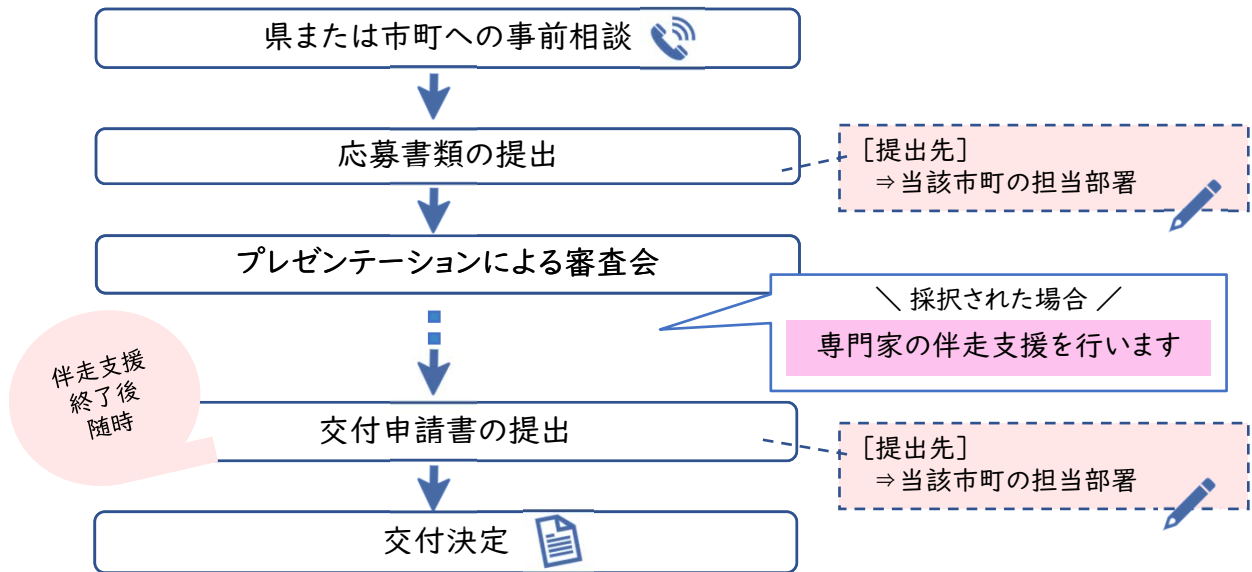 県または市町への事前相談
応募書類の提出
［提出先］
⇒当該市町の担当部署
プレゼンテーションによる審査会
＼ 採択された場合 ／
専門家の伴走支援を行います
伴走支援
終了後
随時
交付申請書の提出
［提出先］
⇒当該市町の担当部署
交付決定